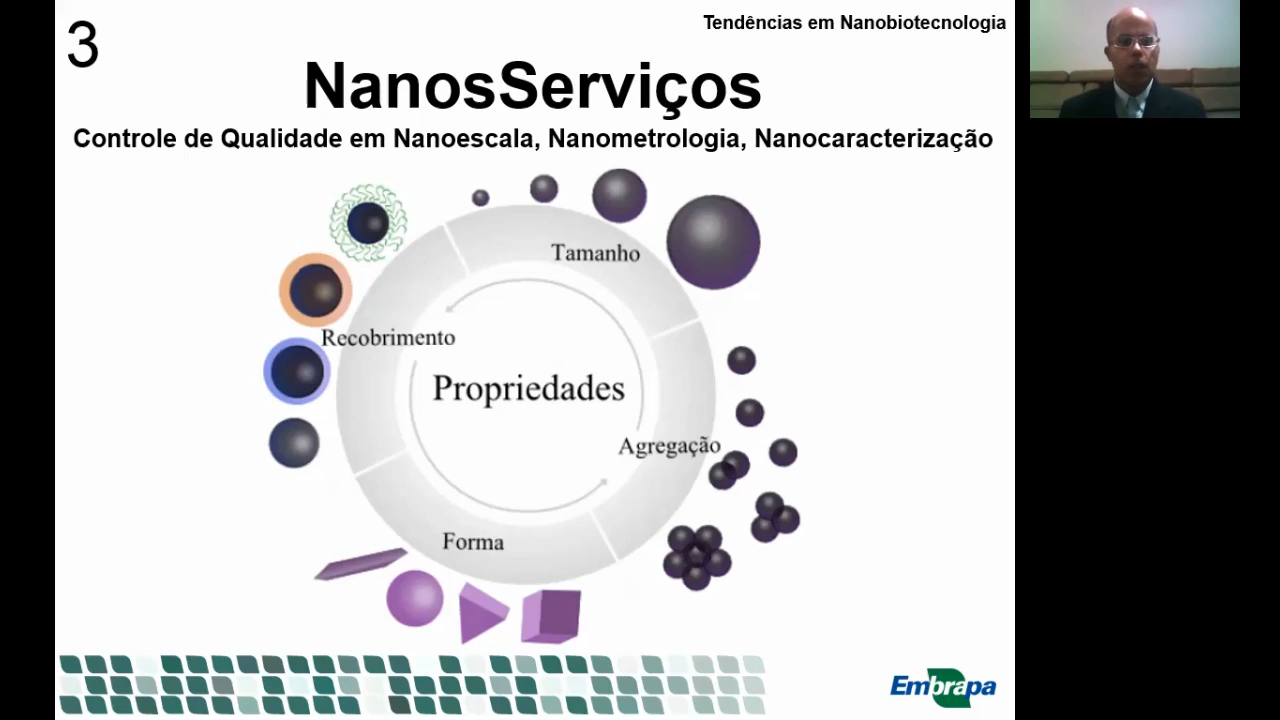 3
Tendências em Nanobiotecnologia
NanosServiços
Controle de Qualidade em Nanoescala, Nanometrologia, Nanocaracterização
Tamanho
Recobrimento
Propriedades
Agregação
Forma
Embrapa